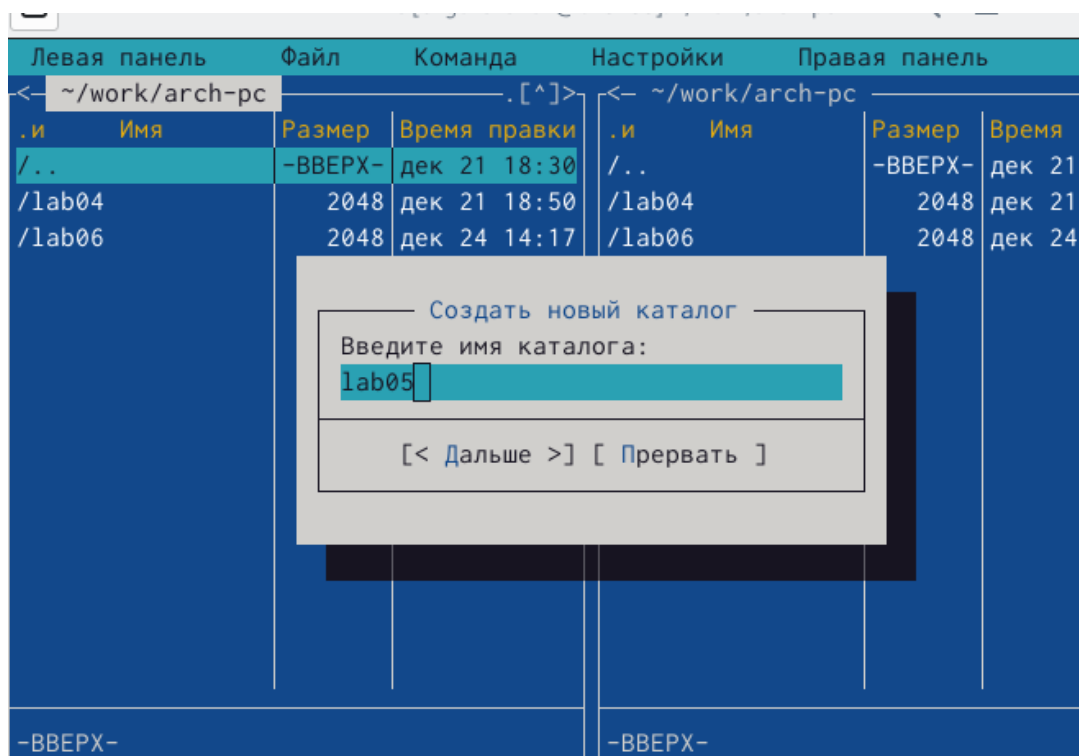 Левая панель Файл Команда Настройки Правая панель
<— ~/work/arch-pc .[^]> <— ~/work/arch-pc
.и Имя Размер Время правки .и Имя Размер Время
/.. -ВВЕРХ- дек 21 18:30 /.. -ВВЕРХ- дек 21
/lab04 2048 дек 21 18:50 /lab04 2048 дек 21
/lab06 2048 дек 24 14:17 /lab06 2048 дек 24
Создать новый каталог
Введите имя каталога:
lab05
[< Дальше >] [ Прервать ]
-ВВЕРХ- -ВВЕРХ-